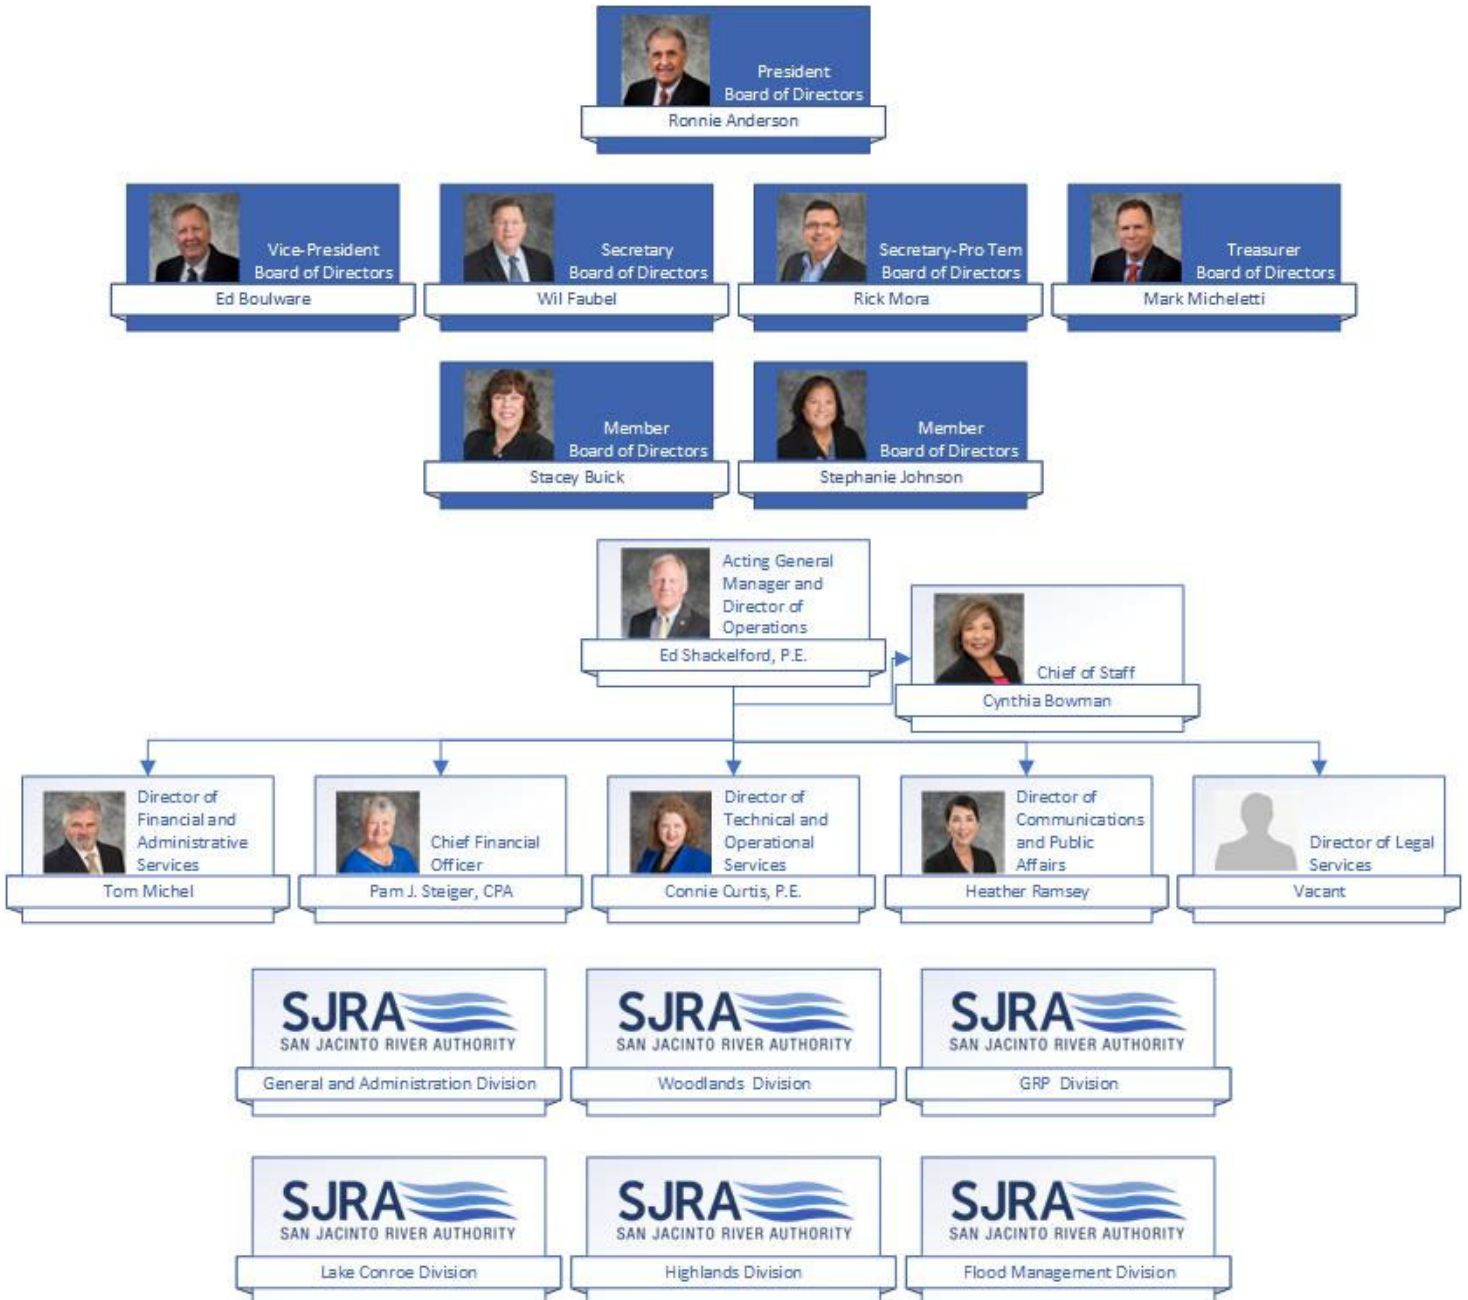 President
Board of Directors
Ronnie Anderson
Vice-President
Board of Directors
Ed Boulware
Secretary
Board of Directors
Wil Faubel
Secretary-Pro Tem
Board of Directors
Rick Mora
Treasurer
Board of Directors
Mark Micheletti
Member
Board of Directors
Stacey Buick
Member
Board of Directors
Stephanie Johnson
Acting General
Manager and
Director of
Operations
Ed Shackelford, P.E.
Chief of Staff
Cynthia Bowman
Director of
Financial and
Administrative
Services
Tom Michel
Chief Financial
Officer
Pam J. Steiger, CPA
Director of
Technical and
Operational
Services
Connie Curtis, P.E.
Director of
Communications
and Public
Affairs
Heather Ramsey
Director of Legal
Services
Vacant
SJRA
SAN JACINTO RIVER AUTHORITY
General and Administration Division
SJRA
SAN JACINTO RIVER AUTHORITY
Woodlands Division
SJRA
SAN JACINTO RIVER AUTHORITY
GRP Division
SJRA
SAN JACINTO RIVER AUTHORITY
Lake Conroe Division
SJRA
SAN JACINTO RIVER AUTHORITY
Highlands Division
SJRA
SAN JACINTO RIVER AUTHORITY
Flood Management Division